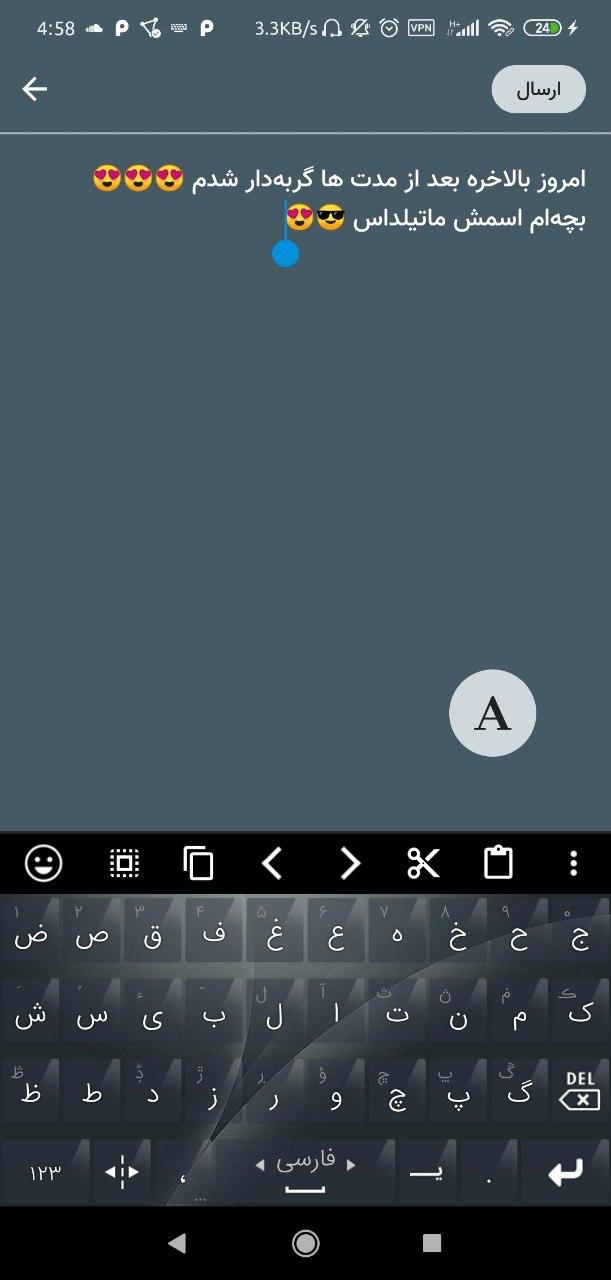 4:58 3.3KB/s VPN H+ 24
ارسال
امروز بالاخره بعد از مدت ها گربه‌دار شدم 😍😍😍
بچه‌ام اسمش ماتیلداس 😎😍
A
۱ ۲ ۳ ۴ ۵ ۶ ۷ ۸ ۹ ۰
ض ص ق ف غ ع ه خ ح ج
ش س ی ب ل ا ت ن م ک
ظ ط د ز ر و چ پ گ DEL
۱۲۳ ، فارسی .